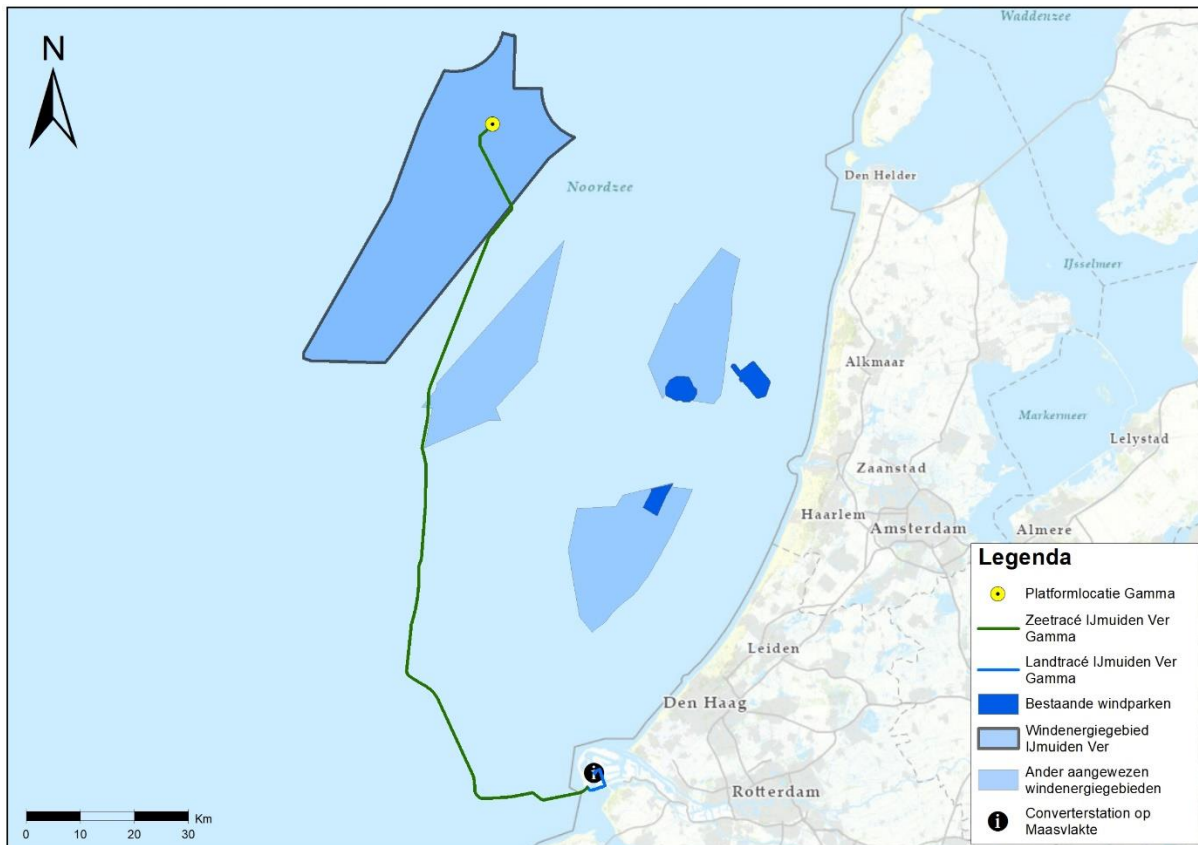 N
Waddenzee
Noordzee
Den Helder
IJsselmeer
Alkmaar
Markermeer
Lelystad
Zaanstad
Haarlem
Amsterdam
Almere
Leiden
Den Haag
Rotterdam
0 10 20 30 Km
Legenda
Platformlocatie Gamma
Zeetracé IJmuiden Ver
Gamma
Landtracé IJmuiden Ver
Gamma
Bestaande windparken
Windenergiegebied
IJmuiden Ver
Ander aangewezen
windenergiegebieden
i
Converterstation op
Maasvlakte